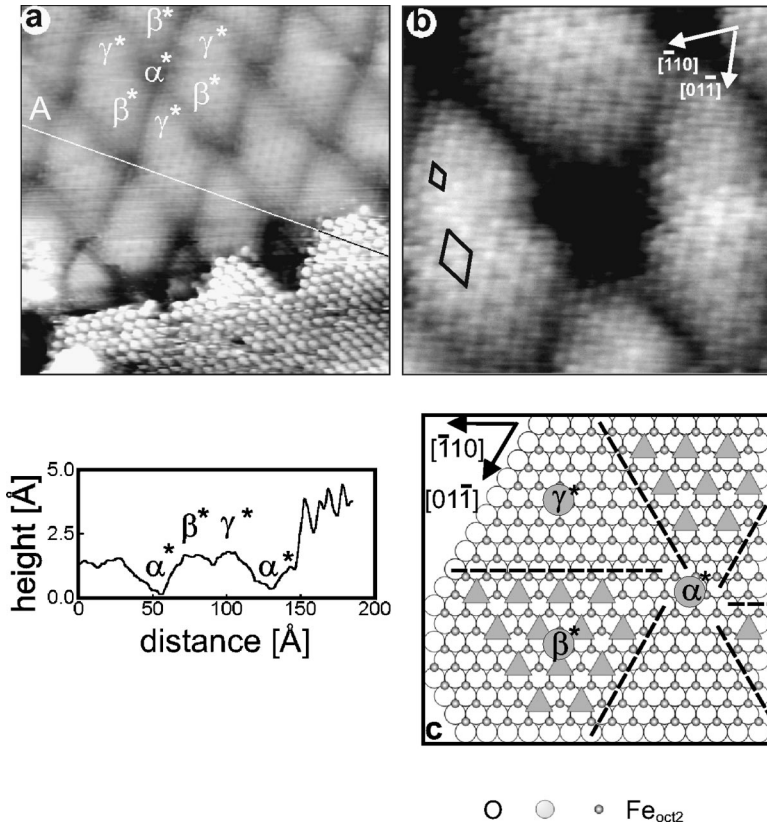 a
β*
γ*
γ*
α*
β*
β*
γ*
A
b
[1̄10]
[011̄]
5.0
2.5
0.0
height [Å]
α*
β*
γ*
α*
0
50
100
150
200
distance [Å]
[1̄10]
[011̄]
γ*
α*
β*
c
O
Fe_oct2